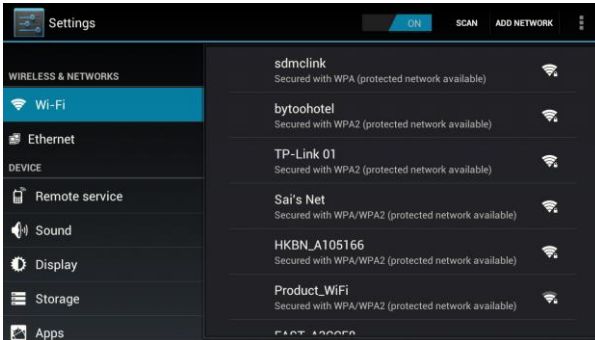 Settings
ON
SCAN
ADD NETWORK
WIRELESS & NETWORKS
Wi-Fi
Ethernet
DEVICE
Remote service
Sound
Display
Storage
Apps
sdmclink
Secured with WPA (protected network available)
bytoohotel
Secured with WPA2 (protected network available)
TP-Link 01
Secured with WPA2 (protected network available)
Sai's Net
Secured with WPA/WPA2 (protected network available)
HKBN_A105166
Secured with WPA/WPA2 (protected network available)
Product_WiFi
Secured with WPA/WPA2 (protected network available)